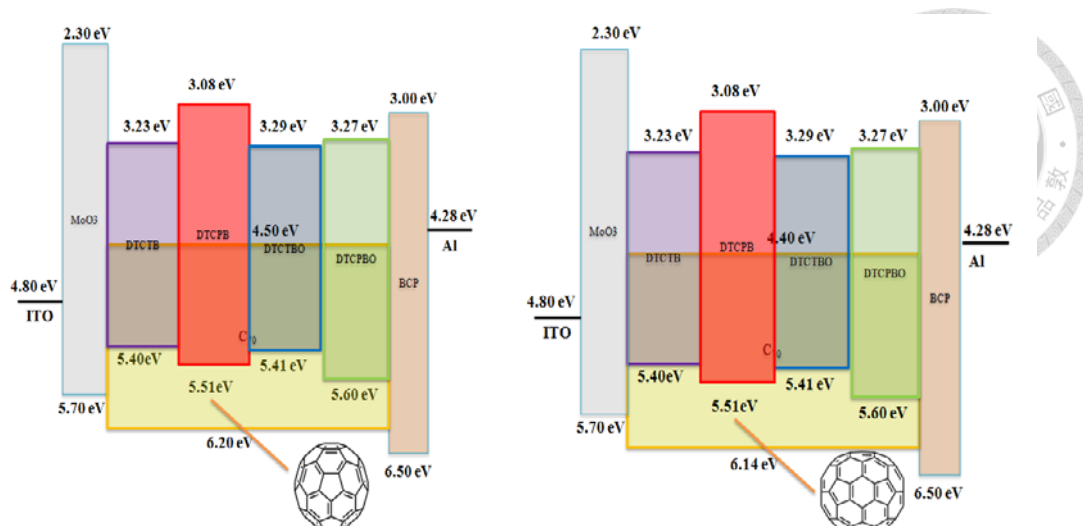 2.30 eV
3.08 eV
3.00 eV
3.23 eV
3.29 eV
3.27 eV
MoO3
DTCTB
DTCPB
4.50 eV
DTCTBO
DTCPBO
4.28 eV
Al
BCP
4.80 eV
ITO
5.40eV
5.51eV
5.41 eV
5.60 eV
5.70 eV
6.20 eV
6.50 eV
2.30 eV
3.08 eV
3.00 eV
3.23 eV
3.29 eV
3.27 eV
MoO3
DTCTB
DTCPB
4.40 eV
DTCTBO
DTCPBO
4.28 eV
Al
BCP
4.80 eV
ITO
5.40eV
5.51eV
5.41 eV
5.60 eV
5.70 eV
6.14 eV
6.50 eV
國
敦
品